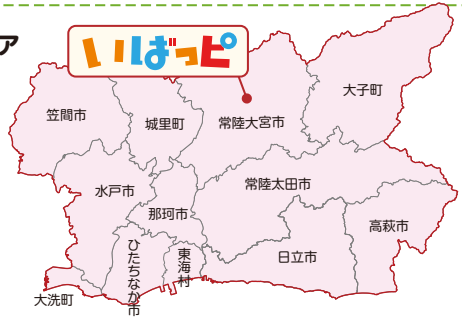 ア
いばっピ
大子町
笠間市
城里町
常陸大宮市
水戸市
常陸太田市
那珂市
高萩市
ひたちなか市
東海村
日立市
大洗町